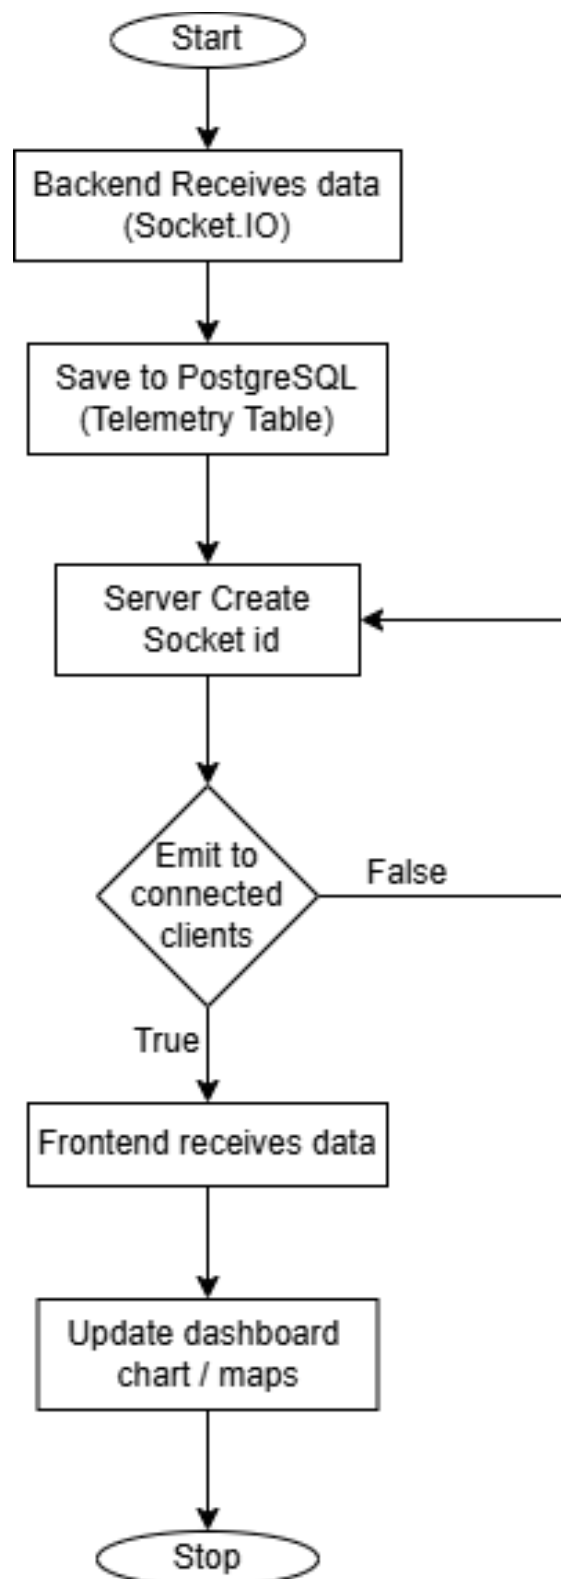 Start
Backend Receives data
(Socket.IO)
Save to PostgreSQL
(Telemetry Table)
Server Create
Socket id
Emit to
connected
clients
False
True
Frontend receives data
Update dashboard
chart / maps
Stop